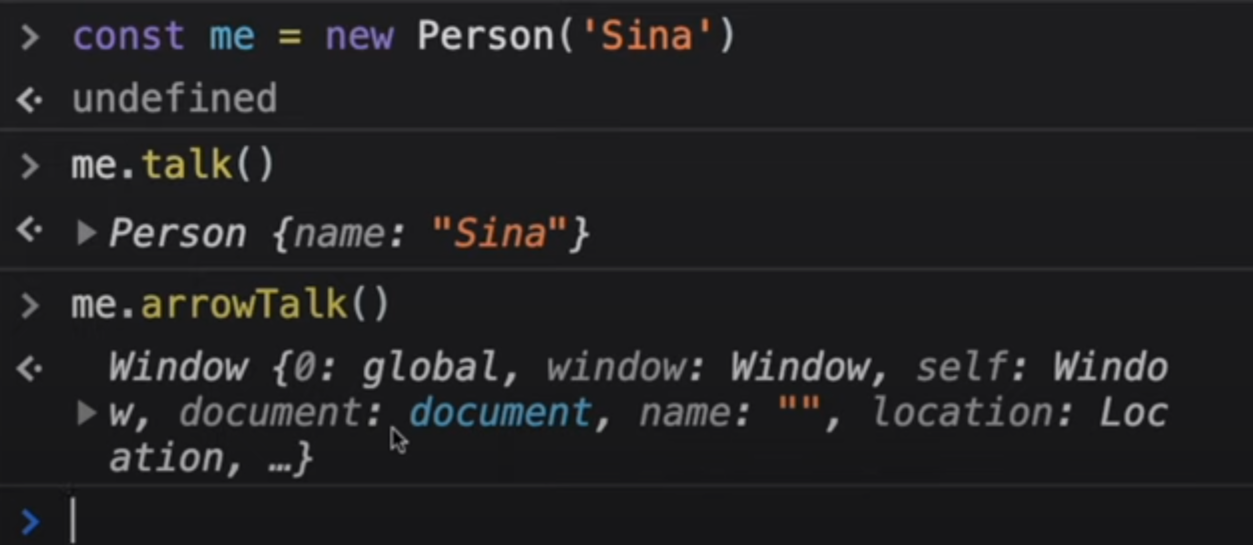 > const me = new Person('Sina')
<· undefined
> me.talk()
<· ▶Person {name: "Sina"}
> me.arrowTalk()
<· Window {0: global, window: Window, self: Windo
▶w, document: document, name: "", location: Loc
ation, …}
>